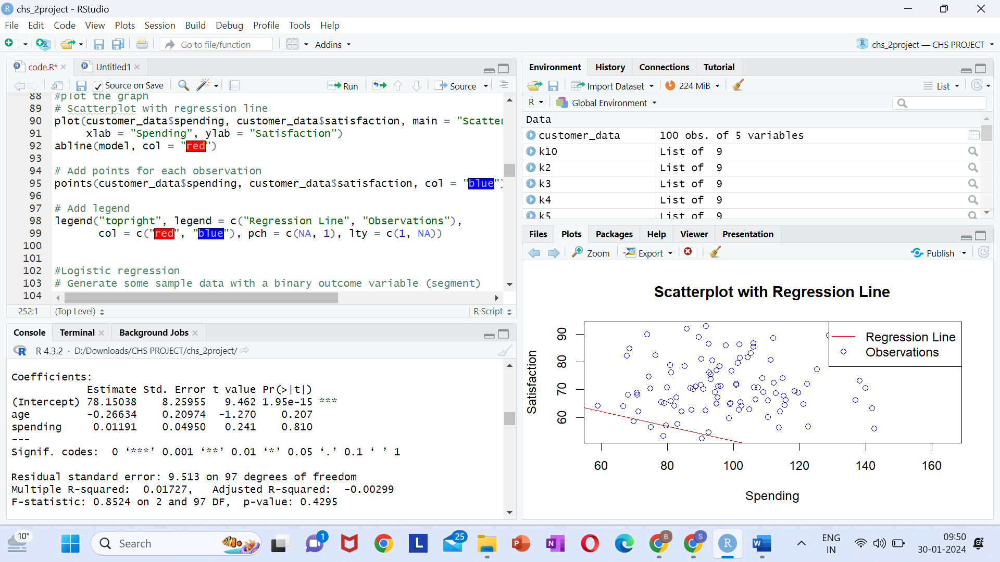 chs_2project - RStudio
File Edit Code View Plots Session Build Debug Profile Tools Help
Go to file/function Addins chs_2project — CHS PROJECT
code.R* Untitled1
Source on Save Run Source
88 #plot the graph
89 # Scatterplot with regression line
90 plot(customer_data$spending, customer_data$satisfaction, main = "Scatter
91 xlab = "Spending", ylab = "Satisfaction")
92 abline(model, col = "red")
93
94 # Add points for each observation
95 points(customer_data$spending, customer_data$satisfaction, col = "blue")
96
97 # Add legend
98 legend("topright", legend = c("Regression Line", "Observations"),
99 col = c("red", "blue"), pch = c(NA, 1), lty = c(1, NA))
100
101
102 #Logistic regression
103 # Generate some sample data with a binary outcome variable (segment)
104
252:1 (Top Level) R Script
Console Terminal Background Jobs
R 4.3.2 · D:/Downloads/CHS PROJECT/chs_2project/
Coefficients:
Estimate Std. Error t value Pr(>|t|)
(Intercept) 78.15038 8.25955 9.462 1.95e-15 ***
age -0.26634 0.20974 -1.270 0.207
spending 0.01191 0.04950 0.241 0.810
---
Signif. codes: 0 ‘***’ 0.001 ‘**’ 0.01 ‘*’ 0.05 ‘.’ 0.1 ‘ ’ 1
Residual standard error: 9.513 on 97 degrees of freedom
Multiple R-squared: 0.01727, Adjusted R-squared: -0.00299
F-statistic: 0.8524 on 2 and 97 DF, p-value: 0.4295
Environment History Connections Tutorial
Import Dataset 224 MiB List
R Global Environment
Data
customer_data 100 obs. of 5 variables
k10 List of 9
k2 List of 9
k3 List of 9
k4 List of 9
k5 List of 9
Files Plots Packages Help Viewer Presentation
Zoom Export Publish
Scatterplot with Regression Line
Regression Line
Observations
Satisfaction
90
80
70
60
60 80 100 120 140 160
Spending
10°
Search
1
L
25
P
N
B
S
R
W
ENG
IN
09:50
30-01-2024